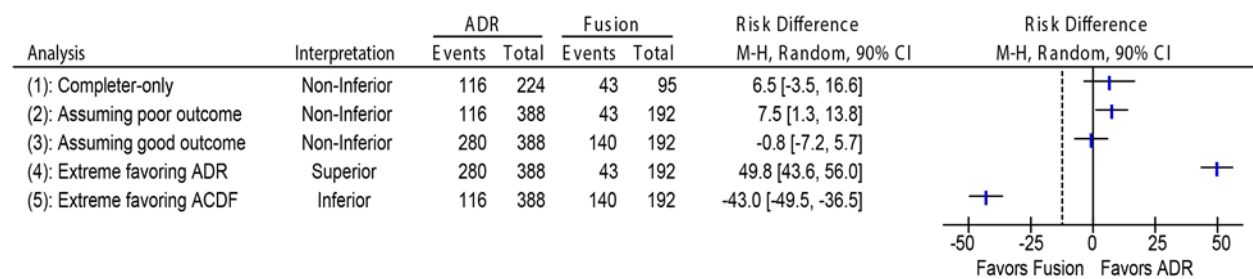 ADR Fusion Risk Difference Risk Difference
Analysis Interpretation Events Total Events Total M-H, Random, 90% CI M-H, Random, 90% CI
(1): Completer-only Non-Inferior 116 224 43 95 6.5 [-3.5, 16.6]
(2): Assuming poor outcome Non-Inferior 116 388 43 192 7.5 [1.3, 13.8]
(3): Assuming good outcome Non-Inferior 280 388 140 192 -0.8 [-7.2, 5.7]
(4): Extreme favoring ADR Superior 280 388 43 192 49.8 [43.6, 56.0]
(5): Extreme favoring ACDF Inferior 116 388 140 192 -43.0 [-49.5, -36.5]
-50 -25 0 25 50
Favors Fusion Favors ADR